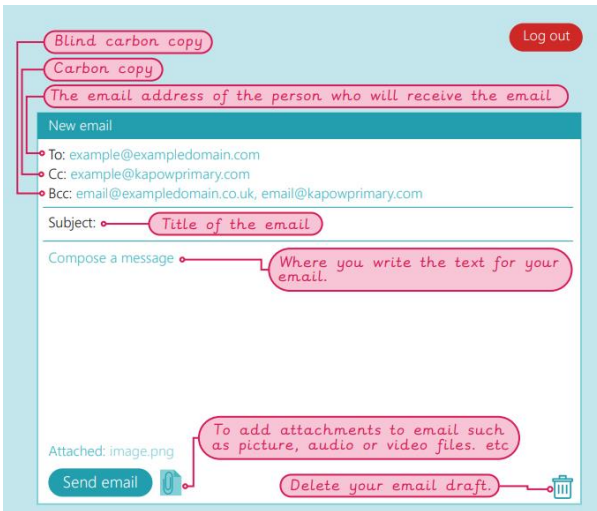 Blind carbon copy
Log out
Carbon copy
The email address of the person who will receive the email
New email
To: example@exampledomain.com
Cc: example@kapowprimary.com
Bcc: email@exampledomain.co.uk, email@kapowprimary.com
Subject:
Title of the email
Compose a message
Where you write the text for your
email.
To add attachments to email such
as picture, audio or video files. etc
Attached: image.png
Send email
Delete your email draft.